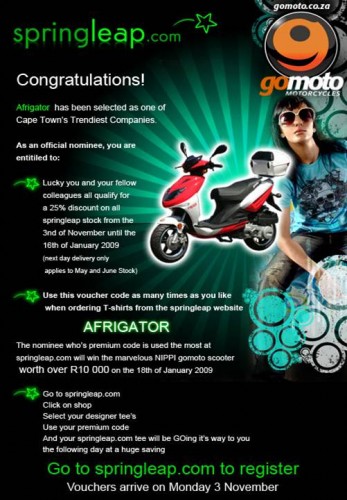 gomoto.co.za
springleap.com
gomoto
MOTORCYCLES
Congratulations!
Afrigator has been selected as one of
Cape Town's Trendiest Companies.
As an official nominee, you are
entitled to:
Lucky you and your fellow
colleagues all qualify for
a 25% discount on all
springleap stock from the
3nd of November until the
16th of January 2009
(next day delivery only
applies to May and June Stock)
Use this voucher code as many times as you like
when ordering T-shirts from the springleap website
AFRIGATOR
The nominee who's premium code is used the most at
springleap.com will win the marvelous NIPPI gomoto scooter
worth over R10 000 on the 18th of January 2009
Go to springleap.com
Click on shop
Select your designer tee's
Use your premium code
And your springleap.com tee will be GOing it's way to you
the following day at a huge saving
Go to springleap.com to register
Vouchers arrive on Monday 3 November